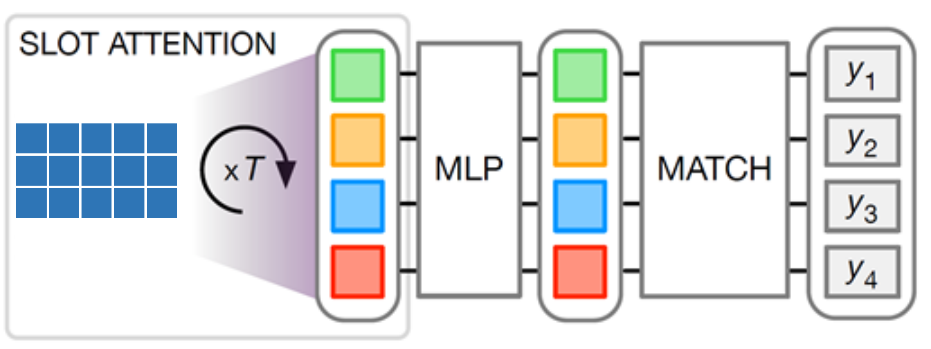 SLOT ATTENTION
x T
MLP
MATCH
y1
y2
y3
y4